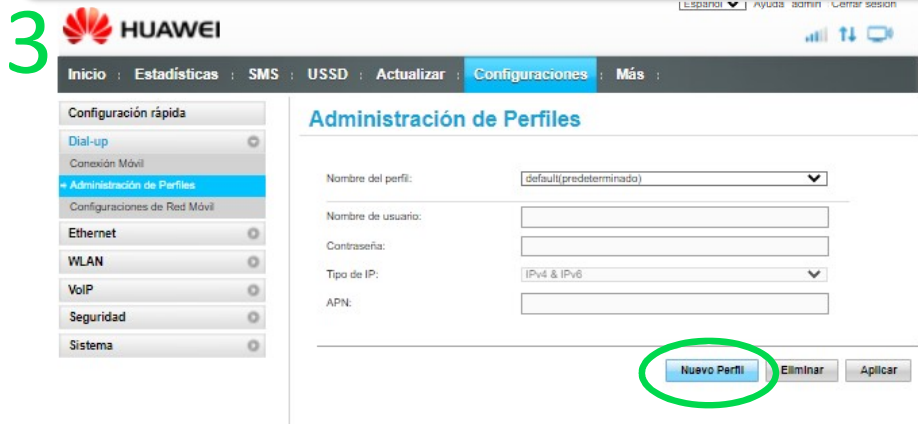 3
Español Ayuda admin Cerrar sesión
HUAWEI
Inicio : Estadísticas : SMS : USSD : Actualizar : Configuraciones : Más :
Configuración rápida
Dial-up
Conexión Móvil
Administración de Perfiles
Configuraciones de Red Móvil
Ethernet
WLAN
VoIP
Seguridad
Sistema
Administración de Perfiles
Nombre del perfil: default(predeterminado)
Nombre de usuario:
Contraseña:
Tipo de IP: IPv4 & IPv6
APN:
Nuevo Perfil Eliminar Aplicar